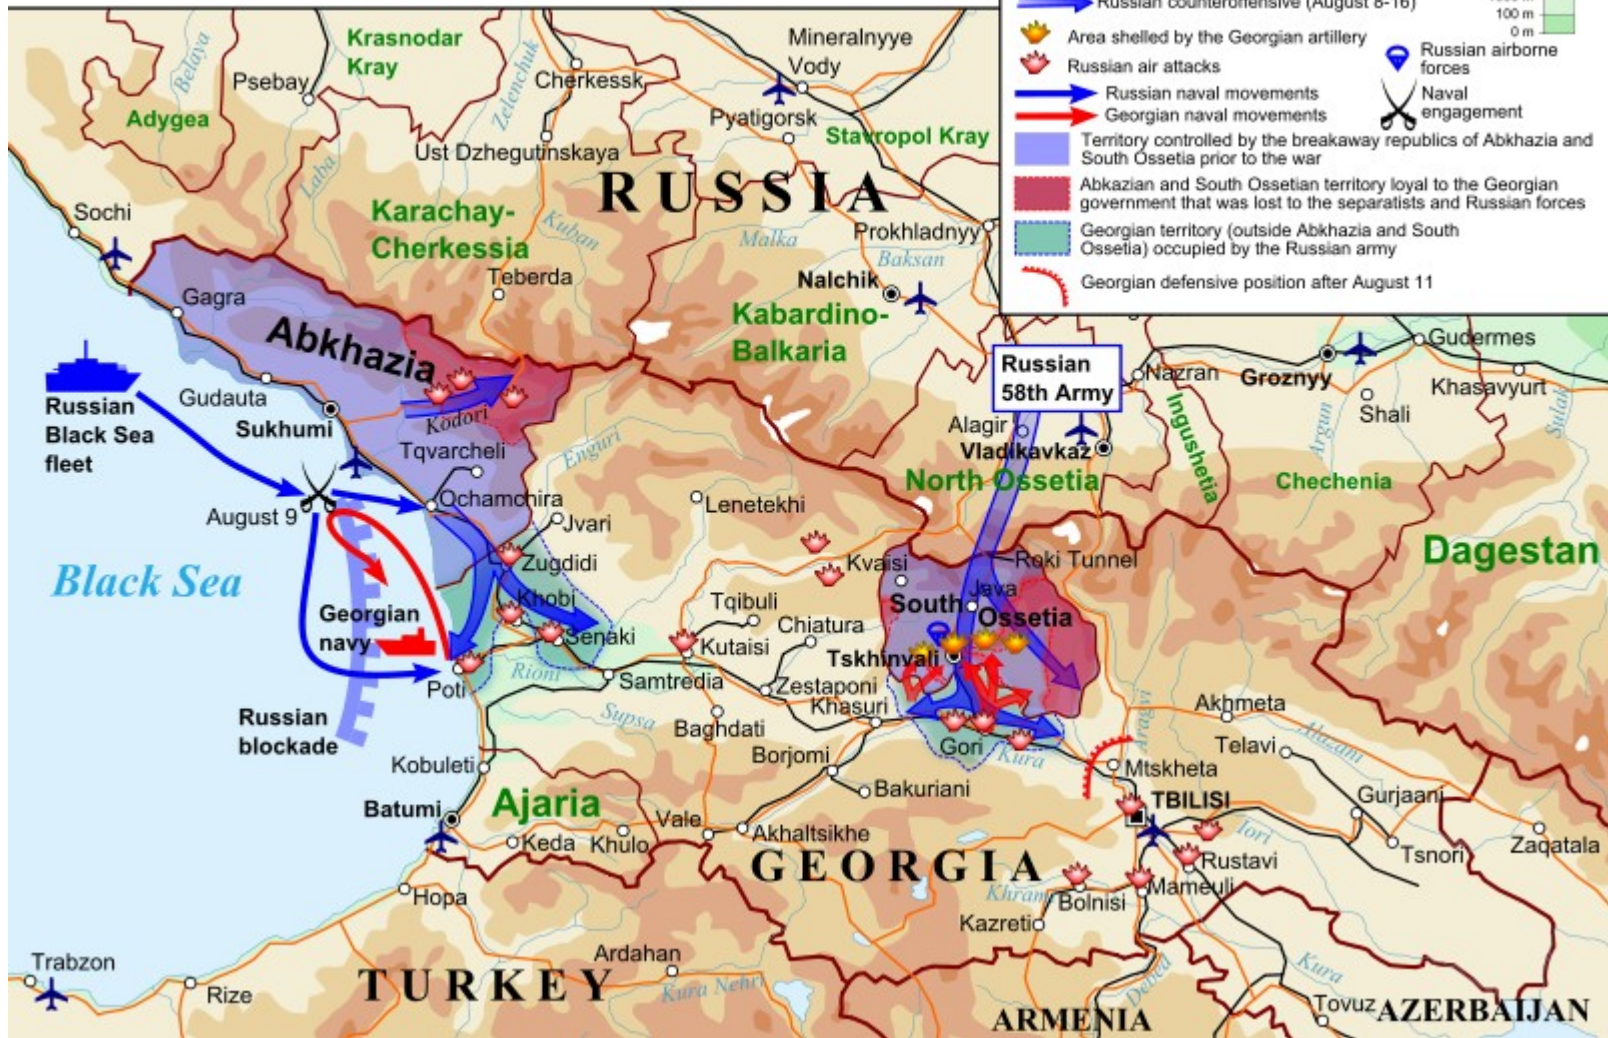 Russian counteroffensive (August 8-16)
Area shelled by the Georgian artillery
Russian air attacks
Russian naval movements
Georgian naval movements
Territory controlled by the breakaway republics of Abkhazia and
South Ossetia prior to the war
Abkazian and South Ossetian territory loyal to the Georgian
government that was lost to the separatists and Russian forces
Georgian territory (outside Abkhazia and South
Ossetia) occupied by the Russian army
Georgian defensive position after August 11
100 m
0 m
Russian airborne
forces
Naval
engagement
Belaya
Krasnodar
Kray
Psebay
Zelenchuk
Cherkessk
Mineralnyye
Vody
Adygea
Pyatigorsk
Stavropol Kray
Ust Dzhegutinskaya
Laba
RUSSIA
Sochi
Karachay-
Cherkessia
Kuban
Malka
Prokhladnyy
Baksan
Teberda
Nalchik
Gagra
Kabardino-
Balkaria
Abkhazia
Gudermes
Russian
58th Army
Nazran
Groznyy
Khasavyurt
Shali
Sulak
Argun
Ingushetia
Russian
Black Sea
fleet
Gudauta
Sukhumi
Kodori
Alagir
Vladikavkaz
North Ossetia
Chechenia
Tqvarcheli
Enguri
Ochamchira
Lenetekhi
August 9
Jvari
Black Sea
Zugdidi
Kvaisi
Roki Tunnel
Dagestan
Java
South
Ossetia
Khobi
Georgian
navy
Senaki
Tqibuli
Chiatura
Kutaisi
Tskhinvali
Poti
Rioni
Samtredia
Zestaponi
Khasuri
Russian
blockade
Supsa
Baghdati
Gori
Kura
Aragvi
Akhmeta
Alazani
Telavi
Borjomi
Kobuleti
Bakuriani
Mtskheta
Batumi
Ajaria
Vale
Akhaltsikhe
TBILISI
Gurjaani
Keda
Khulo
Iori
Tsnori
Zaqatala
GEORGIA
Rustavi
Hopa
Khrami
Bolnisi
Mameuli
Kazreti
Trabzon
Rize
TURKEY
Ardahan
Kura Nehri
Debed
Kura
Tovuz
ARMENIA
AZERBAIJAN